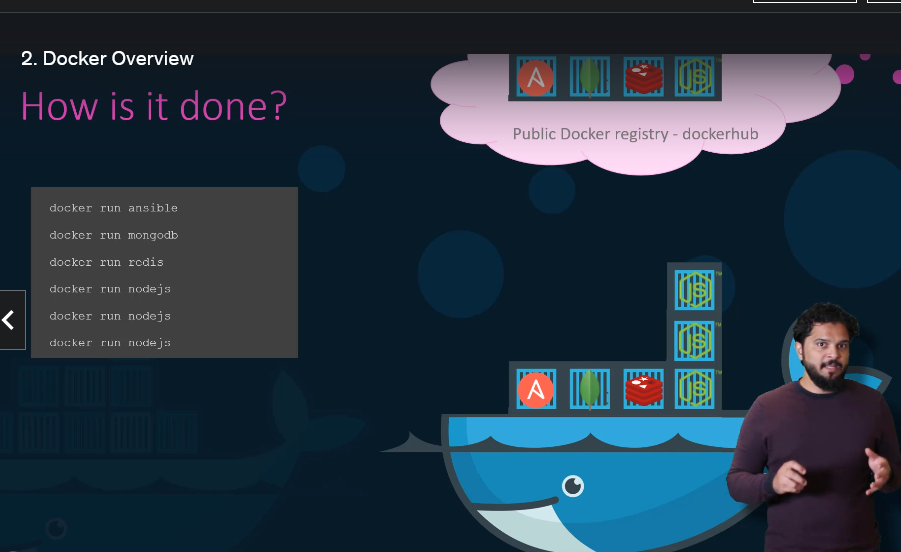 2. Docker Overview
How is it done?
Public Docker registry - dockerhub
docker run ansible
docker run mongodb
docker run redis
docker run nodejs
docker run nodejs
docker run nodejs